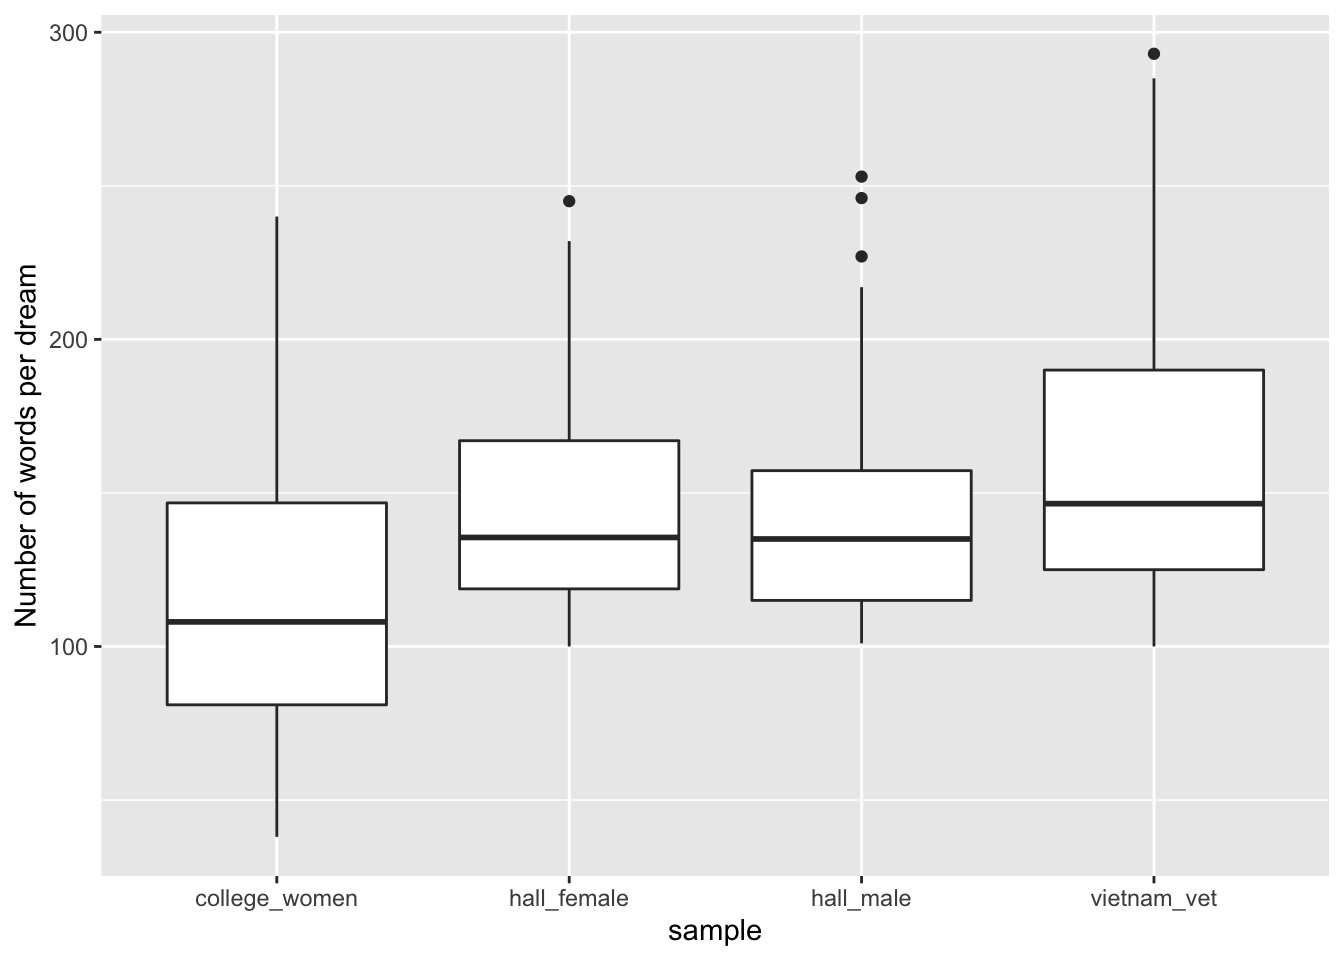 300
200
100
Number of words per dream
college_women
hall_female
hall_male
vietnam_vet
sample